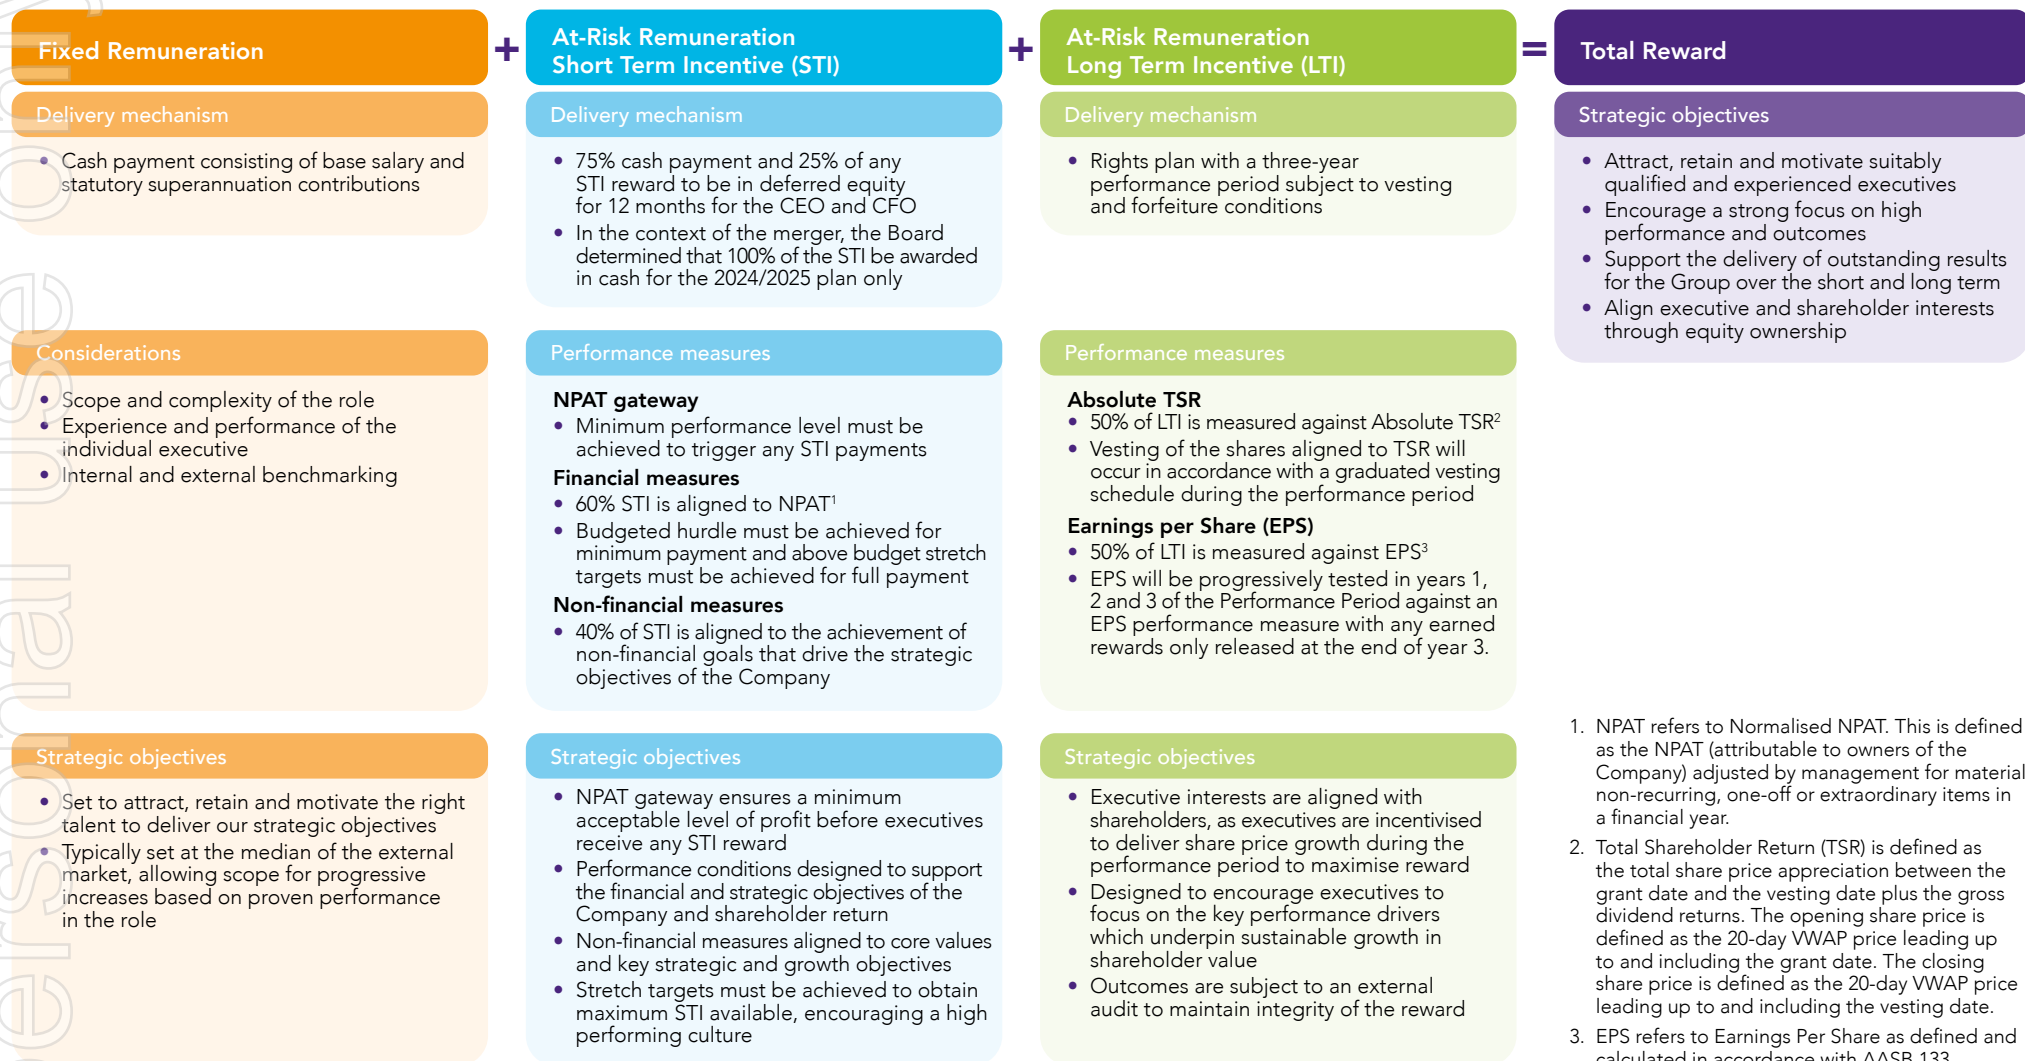 Fixed Remuneration
+
At-Risk Remuneration
Short Term Incentive (STI)
+
At-Risk Remuneration
Long Term Incentive (LTI)
=
Total Reward
Delivery mechanism
• Cash payment consisting of base salary and
statutory superannuation contributions
Delivery mechanism
• 75% cash payment and 25% of any
STI reward to be in deferred equity
for 12 months for the CEO and CFO
• In the context of the merger, the Board
determined that 100% of the STI be awarded
in cash for the 2024/2025 plan only
Delivery mechanism
• Rights plan with a three-year
performance period subject to vesting
and forfeiture conditions
Strategic objectives
• Attract, retain and motivate suitably
qualified and experienced executives
• Encourage a strong focus on high
performance and outcomes
• Support the delivery of outstanding results
for the Group over the short and long term
• Align executive and shareholder interests
through equity ownership
Considerations
• Scope and complexity of the role
• Experience and performance of the
individual executive
• Internal and external benchmarking
Performance measures
NPAT gateway
• Minimum performance level must be
achieved to trigger any STI payments
Financial measures
• 60% STI is aligned to NPAT¹
• Budgeted hurdle must be achieved for
minimum payment and above budget stretch
targets must be achieved for full payment
Non-financial measures
• 40% of STI is aligned to the achievement of
non-financial goals that drive the strategic
objectives of the Company
Performance measures
Absolute TSR
• 50% of LTI is measured against Absolute TSR²
• Vesting of the shares aligned to TSR will
occur in accordance with a graduated vesting
schedule during the performance period
Earnings per Share (EPS)
• 50% of LTI is measured against EPS³
• EPS will be progressively tested in years 1,
2 and 3 of the Performance Period against an
EPS performance measure with any earned
rewards only released at the end of year 3.
Strategic objectives
• Set to attract, retain and motivate the right
talent to deliver our strategic objectives
• Typically set at the median of the external
market, allowing scope for progressive
increases based on proven performance
in the role
Strategic objectives
• NPAT gateway ensures a minimum
acceptable level of profit before executives
receive any STI reward
• Performance conditions designed to support
the financial and strategic objectives of the
Company and shareholder return
• Non-financial measures aligned to core values
and key strategic and growth objectives
• Stretch targets must be achieved to obtain
maximum STI available, encouraging a high
performing culture
Strategic objectives
• Executive interests are aligned with
shareholders, as executives are incentivised
to deliver share price growth during the
performance period to maximise reward
• Designed to encourage executives to
focus on the key performance drivers
which underpin sustainable growth in
shareholder value
• Outcomes are subject to an external
audit to maintain integrity of the reward
1. NPAT refers to Normalised NPAT. This is defined
as the NPAT (attributable to owners of the
Company) adjusted by management for material
non-recurring, one-off or extraordinary items in
a financial year.
2. Total Shareholder Return (TSR) is defined as
the total share price appreciation between the
grant date and the vesting date plus the gross
dividend returns. The opening share price is
defined as the 20-day VWAP price leading up
to and including the grant date. The closing
share price is defined as the 20-day VWAP price
leading up to and including the vesting date.
3. EPS refers to Earnings Per Share as defined and
calculated in accordance with AASB 133
ersonal use only